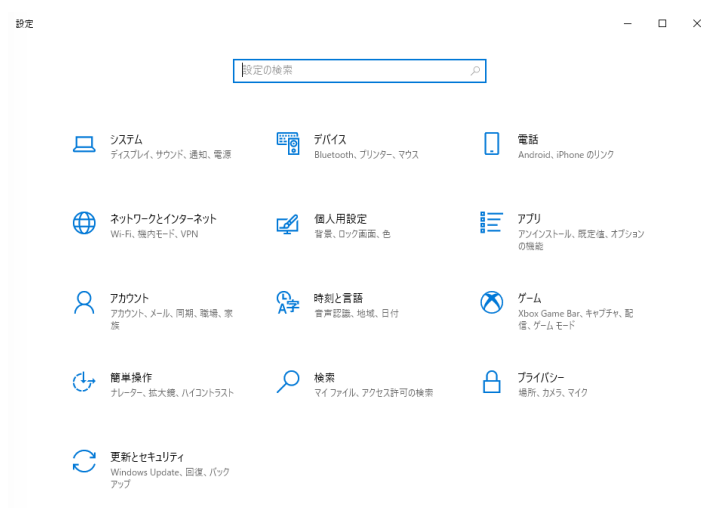 設定
設定の検索
システム
ディスプレイ、サウンド、通知、電源
デバイス
Bluetooth、プリンター、マウス
電話
Android、iPhone のリンク
ネットワークとインターネット
Wi-Fi、機内モード、VPN
個人用設定
背景、ロック画面、色
アプリ
アンインストール、既定値、オプション
の機能
アカウント
アカウント、メール、同期、職場、家
族
時刻と言語
音声認識、地域、日付
ゲーム
Xbox Game Bar、キャプチャ、配
信、ゲーム モード
簡単操作
ナレーター、拡大鏡、ハイコントラスト
検索
マイ ファイル、アクセス許可の検索
プライバシー
場所、カメラ、マイク
更新とセキュリティ
Windows Update、回復、バック
アップ